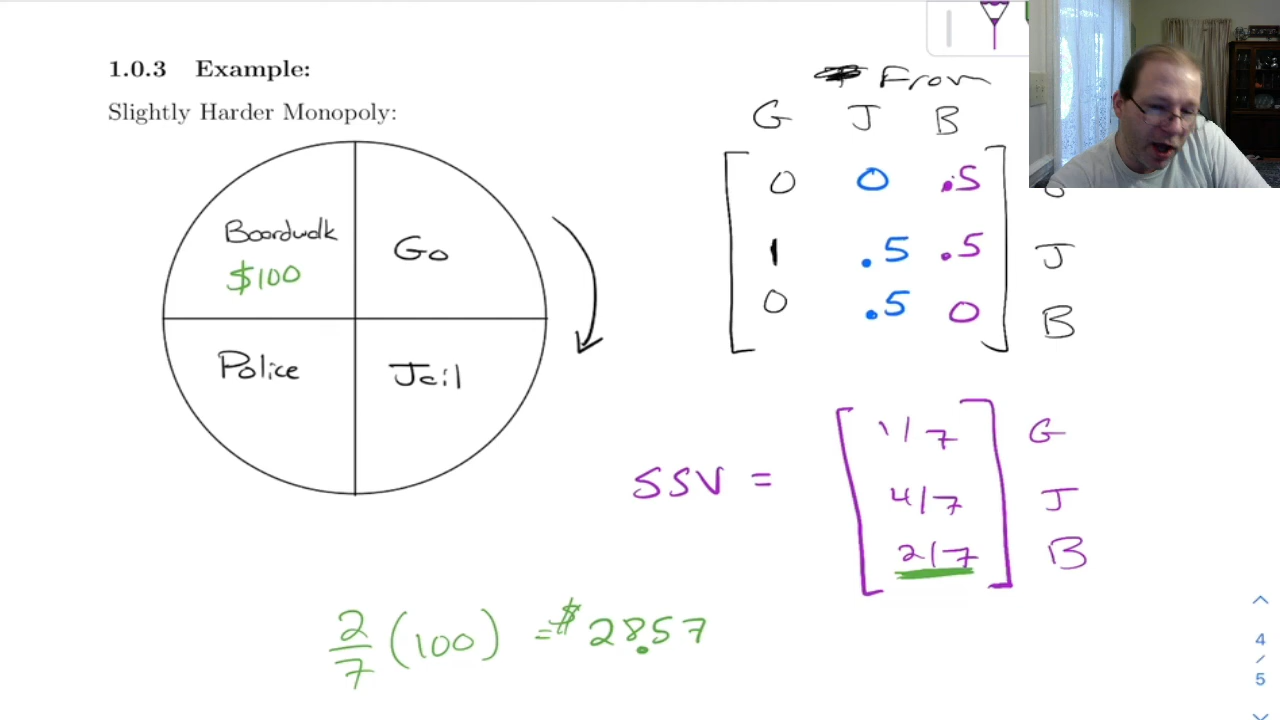 1.0.3 Example:
Slightly Harder Monopoly:
Boardwalk
$100
Go
Police
Jail
From
G J B
0 0 .5
1 .5 .5 J
0 .5 0 B
SSV =
1/7 G
4/7 J
2/7 B
2/7 (100) = $28.57
4
/
5